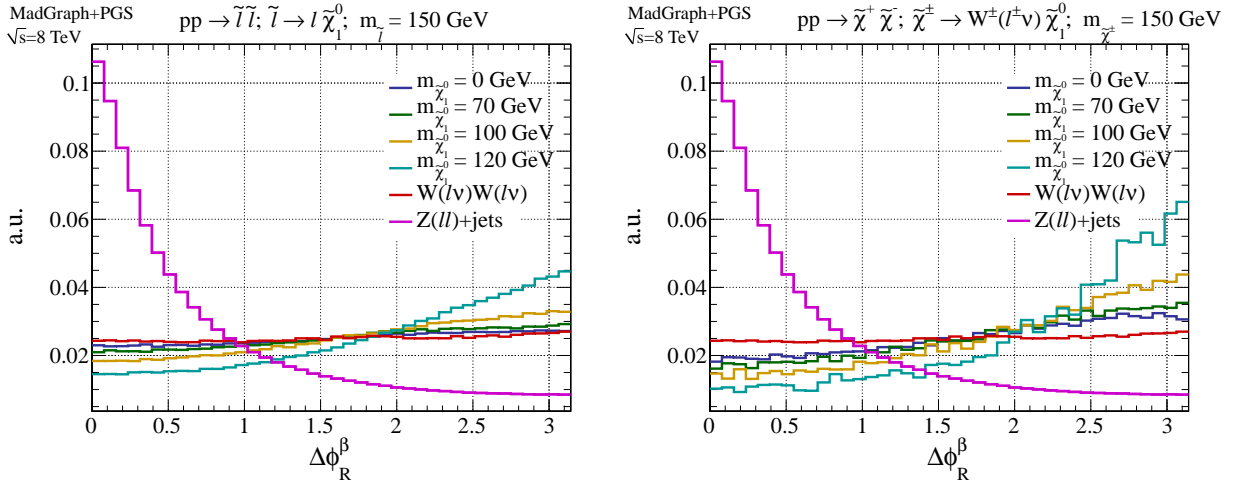 MadGraph+PGS
√s=8 TeV
pp → l̃ l̃; l̃ → l χ̃₁⁰; m_l̃ = 150 GeV
a.u.
0.1
0.08
0.06
0.04
0.02
m_χ̃₁⁰ = 0 GeV
m_χ̃₁⁰ = 70 GeV
m_χ̃₁⁰ = 100 GeV
m_χ̃₁⁰ = 120 GeV
W(lν)W(lν)
Z(ll)+jets
0 0.5 1 1.5 2 2.5 3
Δϕ_R^β
MadGraph+PGS
√s=8 TeV
pp → χ̃⁺ χ̃⁻; χ̃^± → W^±(l^±ν) χ̃₁⁰; m_χ̃^± = 150 GeV
a.u.
0.1
0.08
0.06
0.04
0.02
m_χ̃₁⁰ = 0 GeV
m_χ̃₁⁰ = 70 GeV
m_χ̃₁⁰ = 100 GeV
m_χ̃₁⁰ = 120 GeV
W(lν)W(lν)
Z(ll)+jets
0 0.5 1 1.5 2 2.5 3
Δϕ_R^β